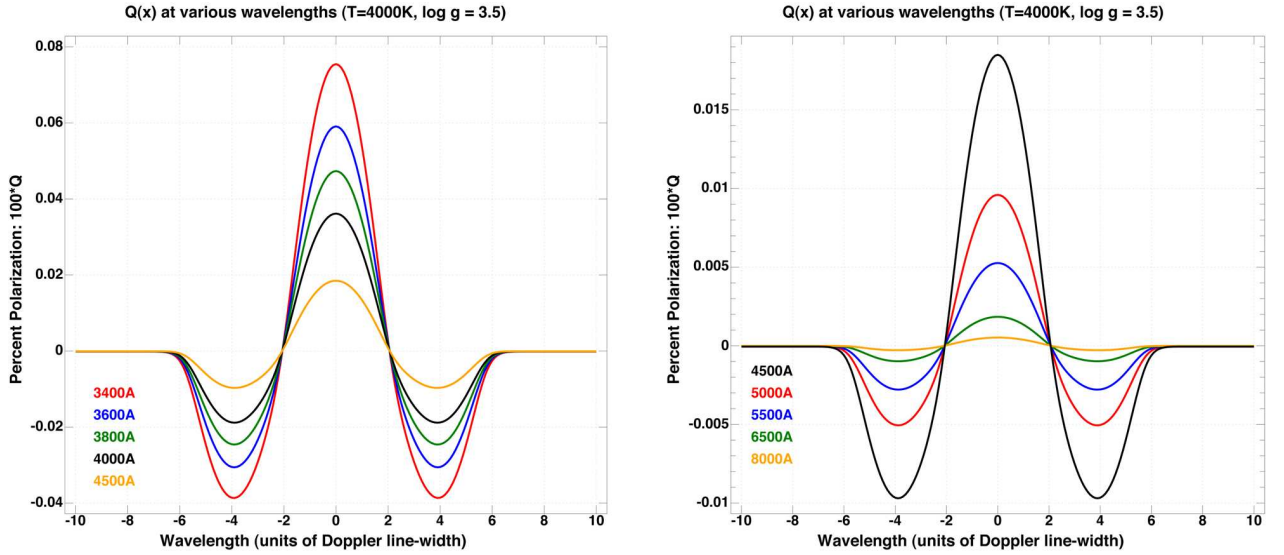 Q(x) at various wavelengths (T=4000K, log g = 3.5)
0.08
0.06
0.04
0.02
0
-0.02
-0.04
Percent Polarization: 100*Q
3400A
3600A
3800A
4000A
4500A
-10 -8 -6 -4 -2 0 2 4 6 8 10
Wavelength (units of Doppler line-width)
Q(x) at various wavelengths (T=4000K, log g = 3.5)
0.015
0.01
0.005
0
-0.005
-0.01
Percent Polarization: 100*Q
4500A
5000A
5500A
6500A
8000A
-10 -8 -6 -4 -2 0 2 4 6 8 10
Wavelength (units of Doppler line-width)